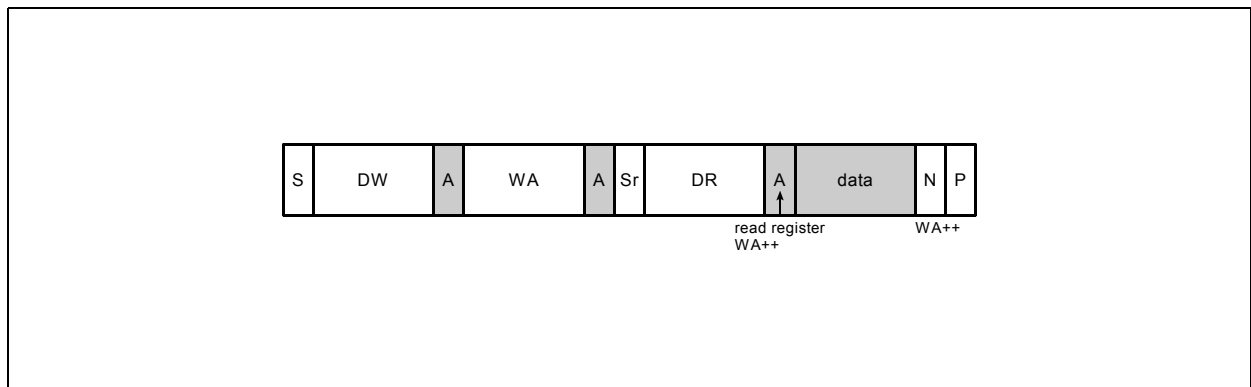 S DW A WA A Sr DR A data N P
read register WA++
WA++